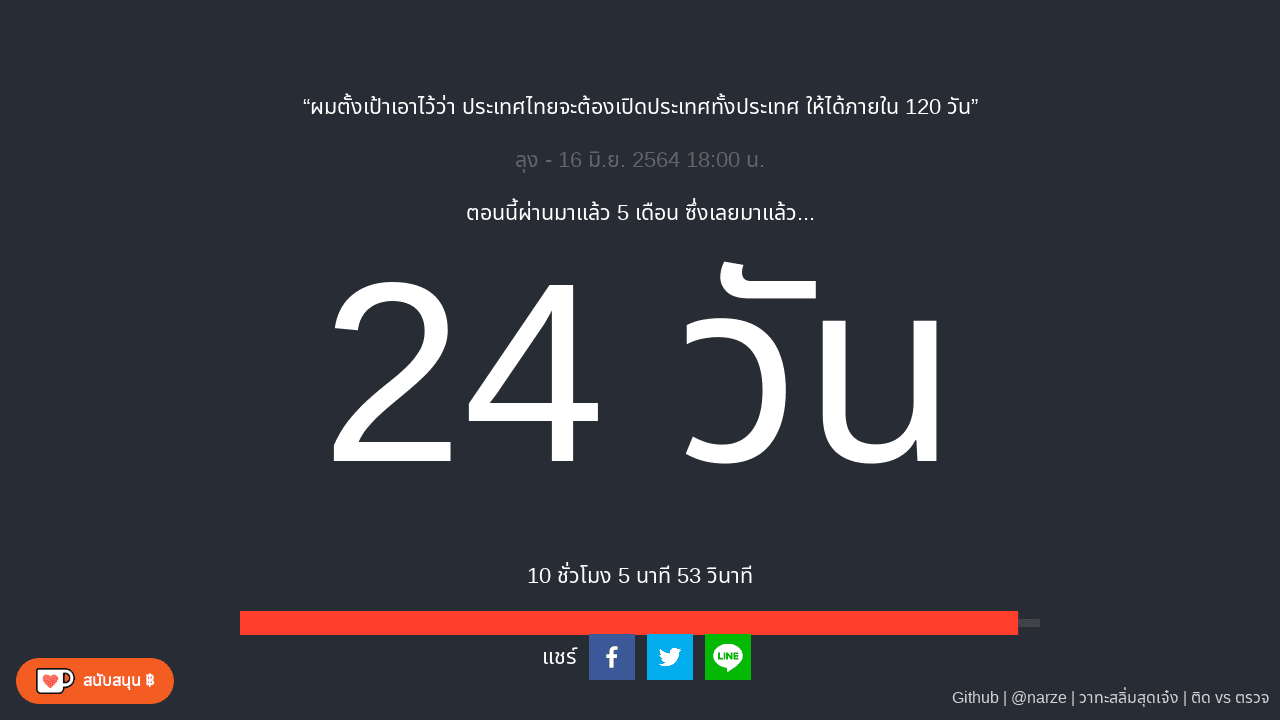 “ผมตั้งเป้าเอาไว้ว่า ประเทศไทยจะต้องเปิดประเทศทั้งประเทศ ให้ได้ภายใน 120 วัน”
ลุง - 16 มิ.ย. 2564 18:00 น.
ตอนนี้ผ่านมาแล้ว 5 เดือน ซึ่งเลยมาแล้ว...
24 วัน
10 ชั่วโมง 5 นาที 53 วินาที
แชร์
LINE
สนับสนุน ฿
Github | @narze | วาทะสลิ่มสุดเจ๋ง | ติด vs ตรวจ